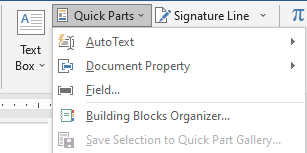 Quick Parts
Signature Line
Text
Box
AutoText
Document Property
Field...
Building Blocks Organizer...
Save Selection to Quick Part Gallery...
π